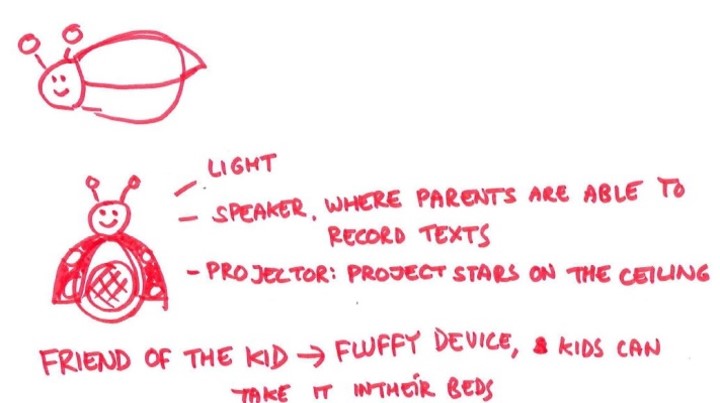 LIGHT
SPEAKER, WHERE PARENTS ARE ABLE TO
RECORD TEXTS
- PROJECTOR: PROJECT STARS ON THE CEILING
FRIEND OF THE KID → FLUFFY DEVICE, & KIDS CAN
TAKE IT IN THEIR BEDS